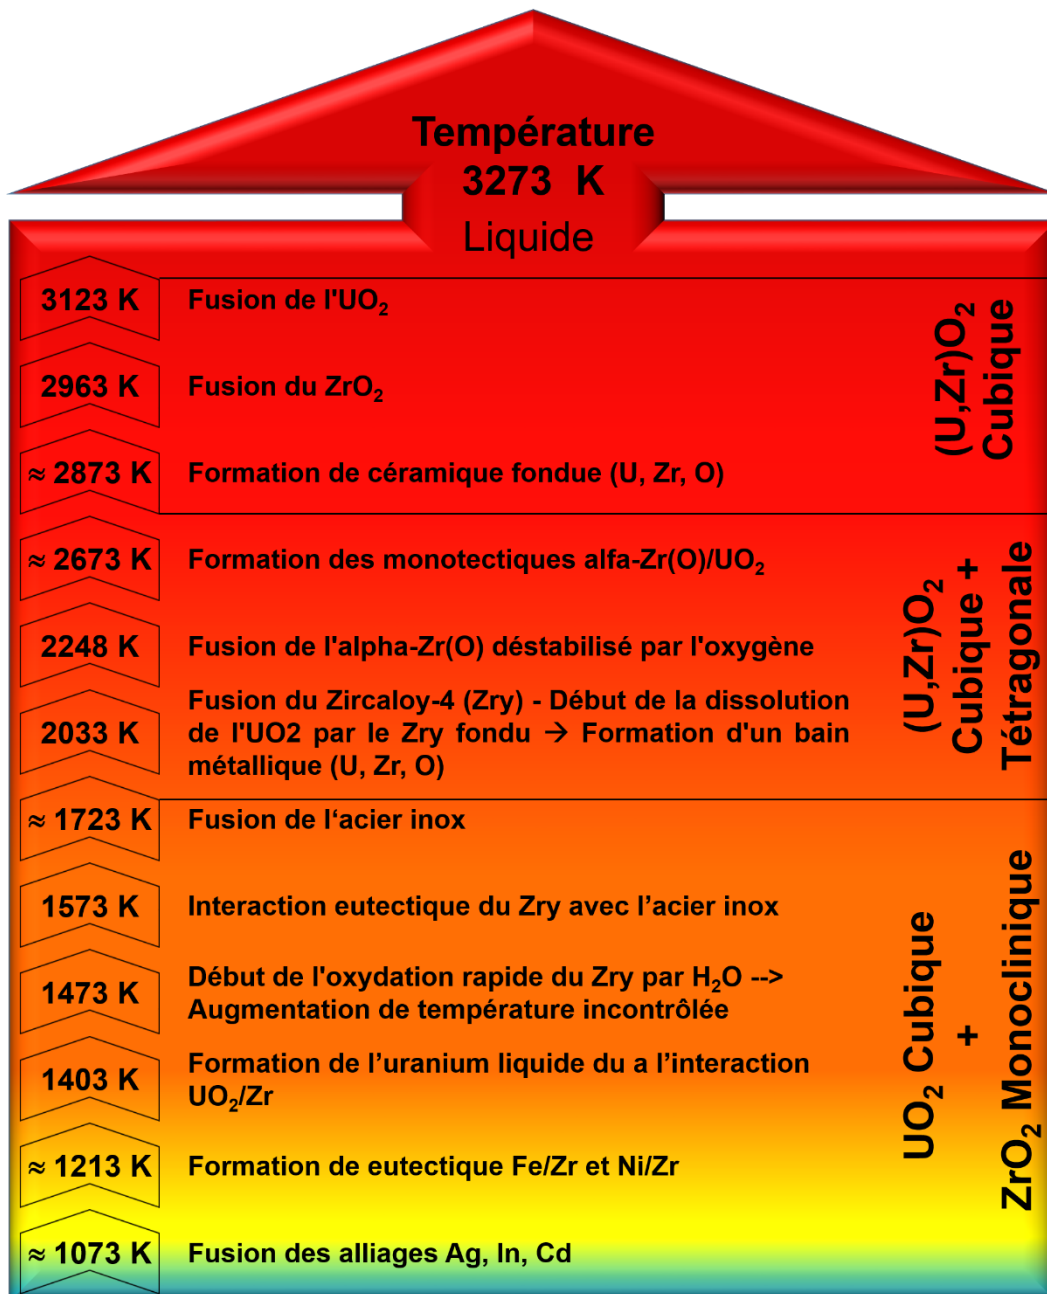 Température
3273 K
Liquide
3123 K
Fusion de l'UO₂
2963 K
Fusion du ZrO₂
≈ 2873 K
Formation de céramique fondue (U, Zr, O)
(U,Zr)O₂
Cubique
≈ 2673 K
Formation des monotectiques alfa-Zr(O)/UO₂
2248 K
Fusion de l'alpha-Zr(O) déstabilisé par l'oxygène
2033 K
Fusion du Zircaloy-4 (Zry) - Début de la dissolution
de l'UO2 par le Zry fondu → Formation d'un bain
métallique (U, Zr, O)
(U,Zr)O₂
Cubique +
Tétragonale
≈ 1723 K
Fusion de l‘acier inox
1573 K
Interaction eutectique du Zry avec l’acier inox
1473 K
Début de l'oxydation rapide du Zry par H₂O -->
Augmentation de température incontrôlée
1403 K
Formation de l’uranium liquide du a l’interaction
UO₂/Zr
≈ 1213 K
Formation de eutectique Fe/Zr et Ni/Zr
≈ 1073 K
Fusion des alliages Ag, In, Cd
UO₂ Cubique
+
ZrO₂ Monoclinique